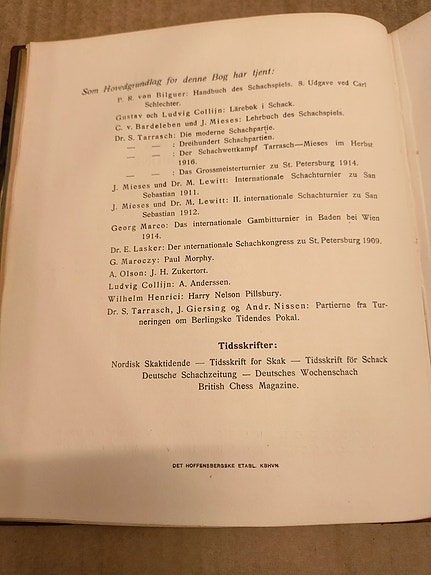 Som Hovedgrundlag for denne Bog har tjent:
P. R. von Bilguer: Handbuch des Schachspiels. 8. Udgave ved Carl
Schlechter.
Gustav och Ludvig Collijn: Lärebok i Schack.
C. v. Bardeleben und J. Mieses: Lehrbuch des Schachspiels.
Dr. S. Tarrasch: Die moderne Schachpartie.
— — : Dreihundert Schachpartien.
— — : Der Schachwettkampf Tarrasch—Mieses im Herbst
1916.
— — : Das Grossmeisterturnier zu St. Petersburg 1914.
J. Mieses und Dr. M. Lewitt: Internationale Schachturnier zu San
Sebastian 1911.
J. Mieses und Dr. M. Lewitt: II. internationale Schachturnier zu San
Sebastian 1912.
Georg Marco: Das internationale Gambitturnier in Baden bei Wien
1914.
Dr. E. Lasker: Der internationale Schachkongress zu St. Petersburg 1909.
G. Maroczy: Paul Morphy.
A. Olson: J. H. Zukertort.
Ludvig Collijn: A. Anderssen.
Wilhelm Henrici: Harry Nelson Pillsbury.
Dr. S. Tarrasch, J. Giersing og Andr. Nissen: Partierne fra Tur-
neringen om Berlingske Tidendes Pokal.
Tidsskrifter:
Nordisk Skaktidende — Tidsskrift for Skak — Tidsskrift för Schack
Deutsche Schachzeitung — Deutsches Wochenschach
British Chess Magazine.
DET HOFFENSBERGSKE ETABL. KBHVN.